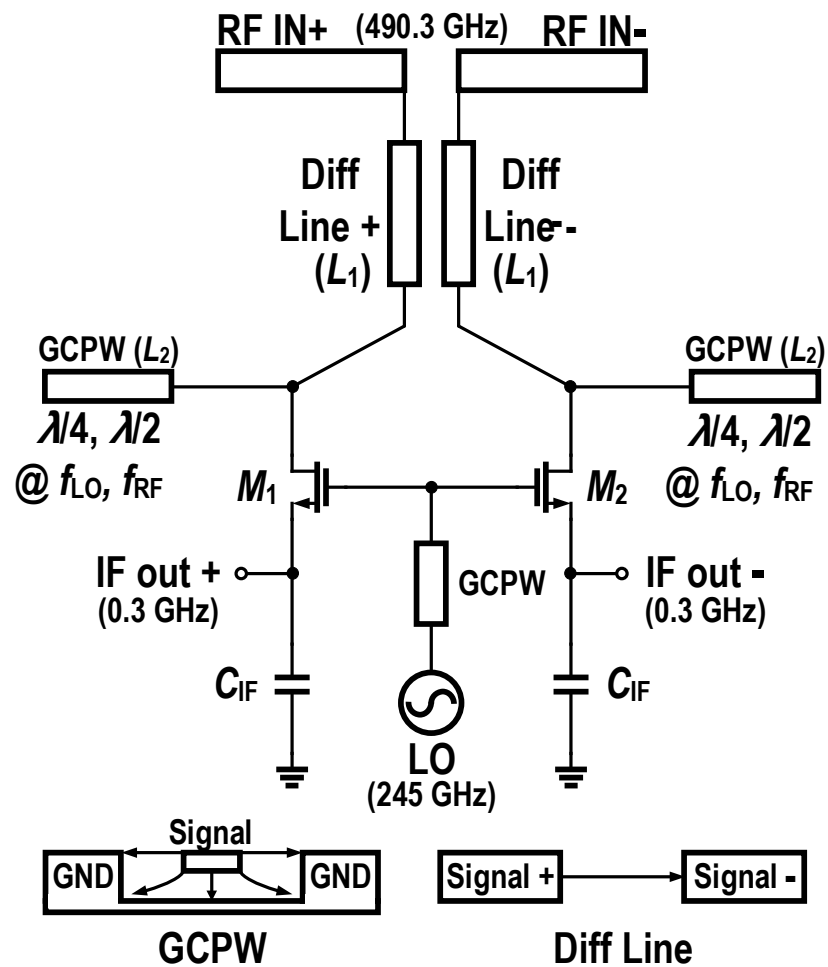 RF IN+ (490.3 GHz) RF IN-
Diff Line + (L1)
Diff Line-- (L1)
GCPW (L2)
λ/4, λ/2
@ fLO, fRF
GCPW (L2)
λ/4, λ/2
@ fLO, fRF
M1
M2
IF out +
(0.3 GHz)
GCPW
IF out -
(0.3 GHz)
CIF
CIF
LO
(245 GHz)
Signal
GND
GND
GCPW
Signal +
Signal -
Diff Line